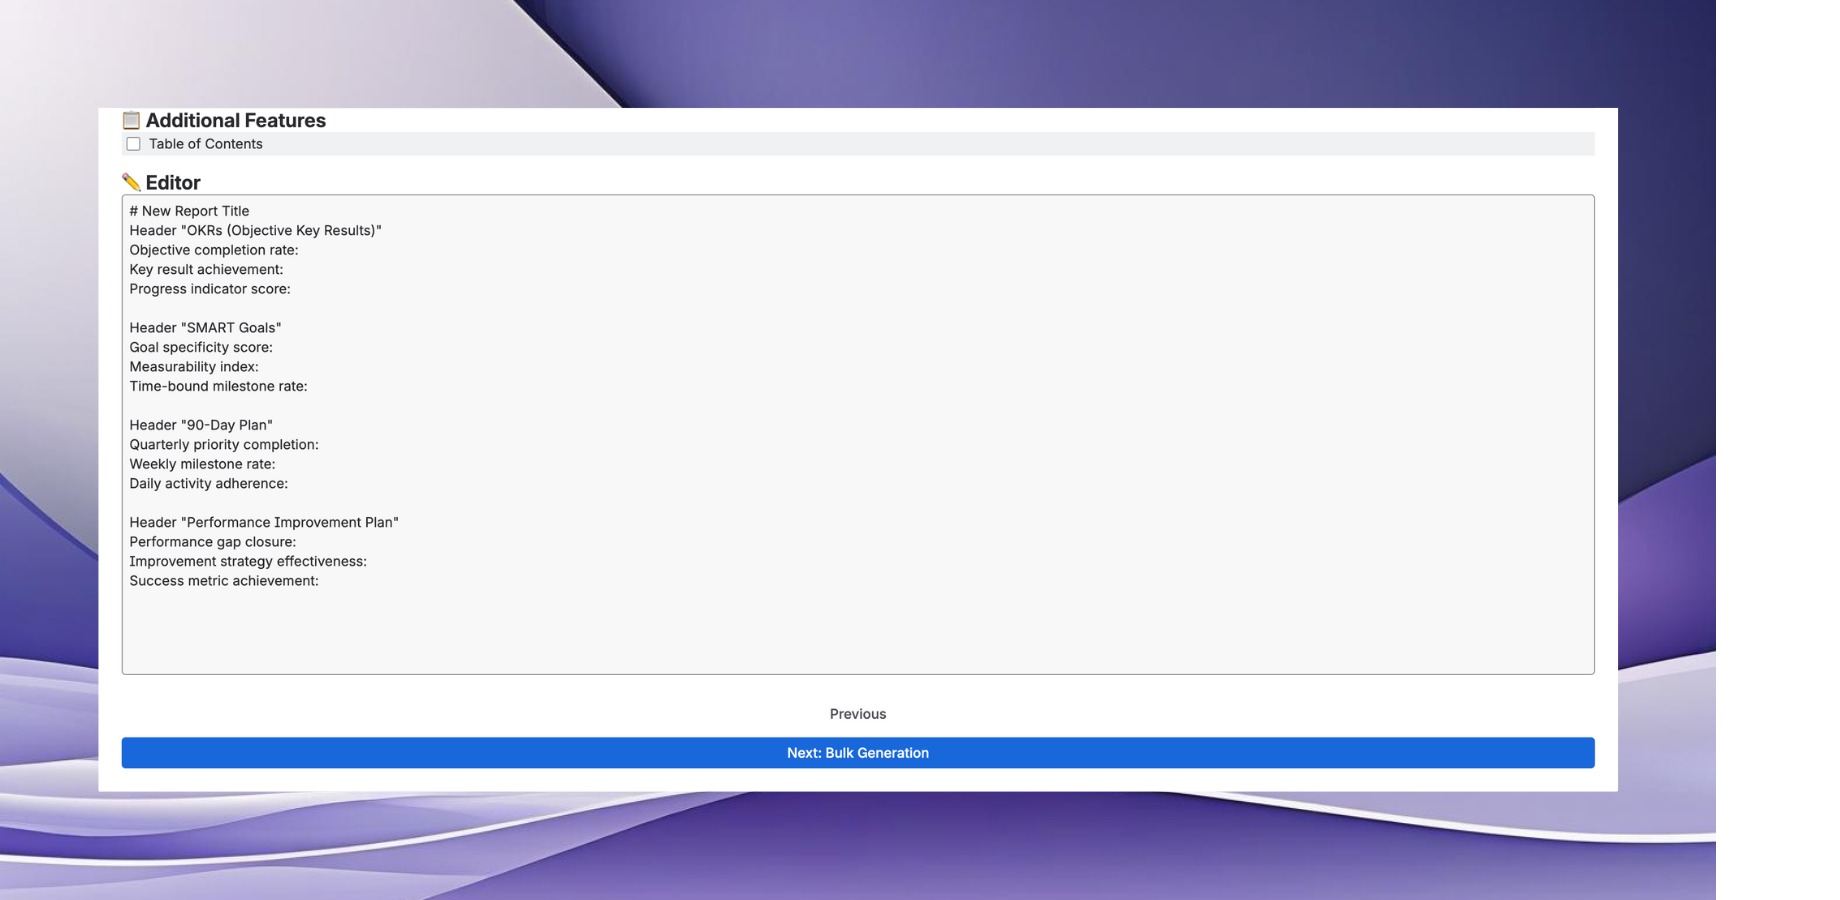 Additional Features
Table of Contents
Editor
# New Report Title
Header "OKRs (Objective Key Results)"
Objective completion rate:
Key result achievement:
Progress indicator score:
Header "SMART Goals"
Goal specificity score:
Measurability index:
Time-bound milestone rate:
Header "90-Day Plan"
Quarterly priority completion:
Weekly milestone rate:
Daily activity adherence:
Header "Performance Improvement Plan"
Performance gap closure:
Improvement strategy effectiveness:
Success metric achievement:
Previous
Next: Bulk Generation